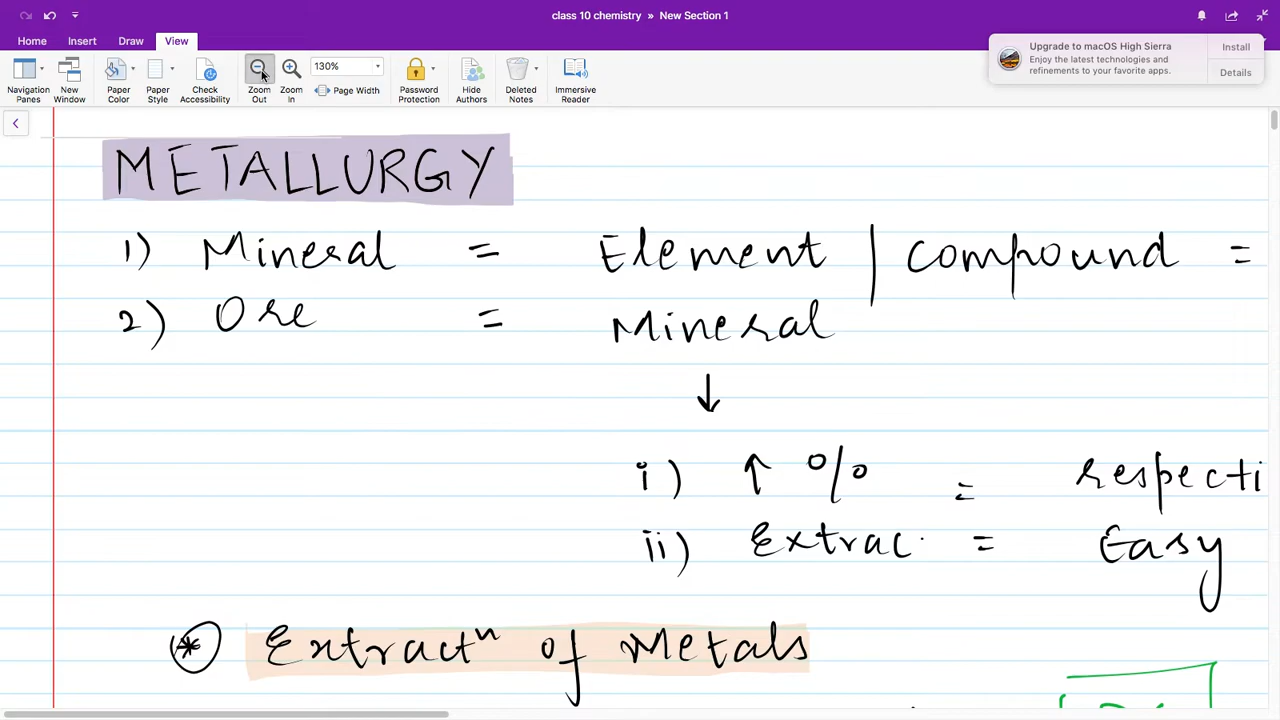 class 10 chemistry » New Section 1
Home Insert Draw View
Upgrade to macOS High Sierra
Enjoy the latest technologies and
refinements to your favorite apps.
Install
Details
Navigation Panes
New Window
Paper Color
Paper Style
Check Accessibility
Zoom Out
Zoom In
130%
Page Width
Password Protection
Hide Authors
Deleted Notes
Immersive Reader
METALLURGY
1) Mineral = Element | compound =
2) Ore = Mineral
↓
i) ↑ % = respecti
ii) Extrac. = Easy
* Extractⁿ of Metals